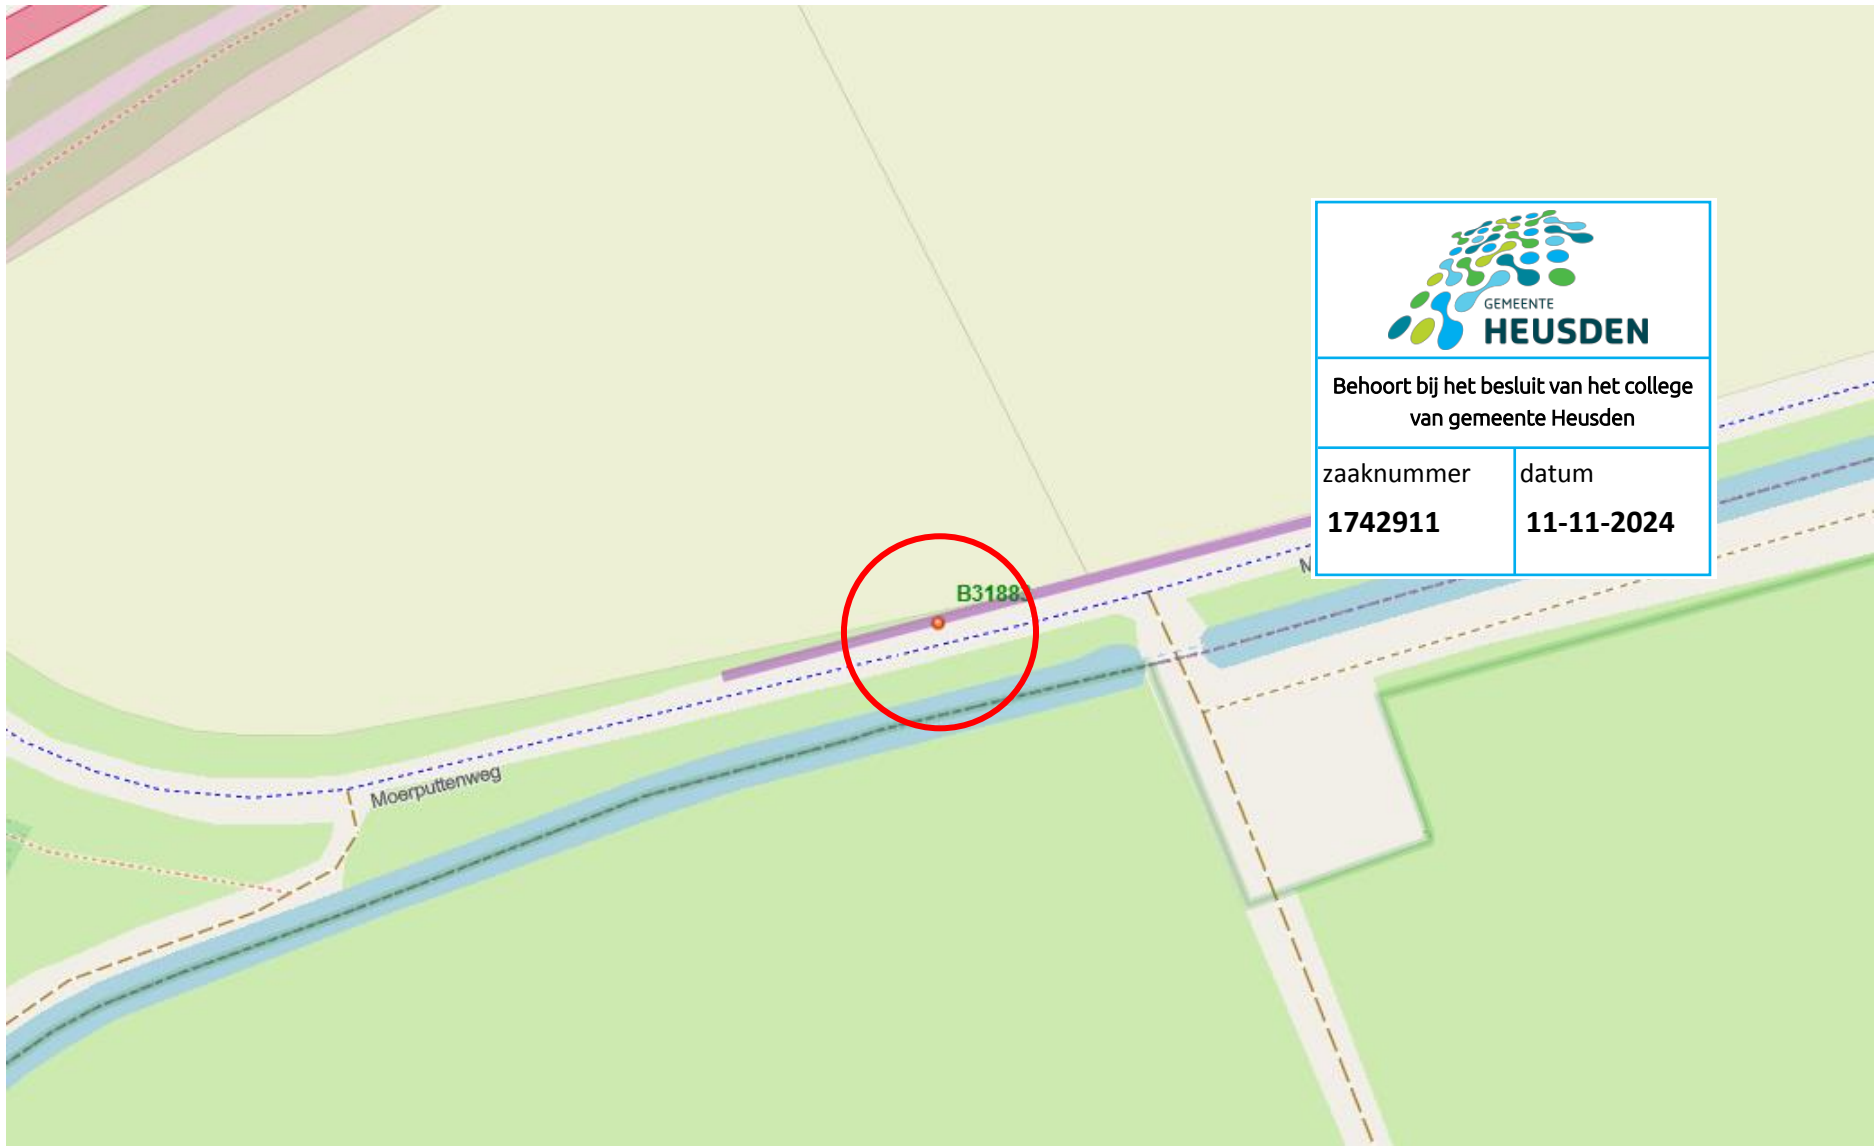 GEMEENTE
HEUSDEN
Behoort bij het besluit van het college
van gemeente Heusden
zaaknummer
datum
1742911
11-11-2024
Moerputtenweg